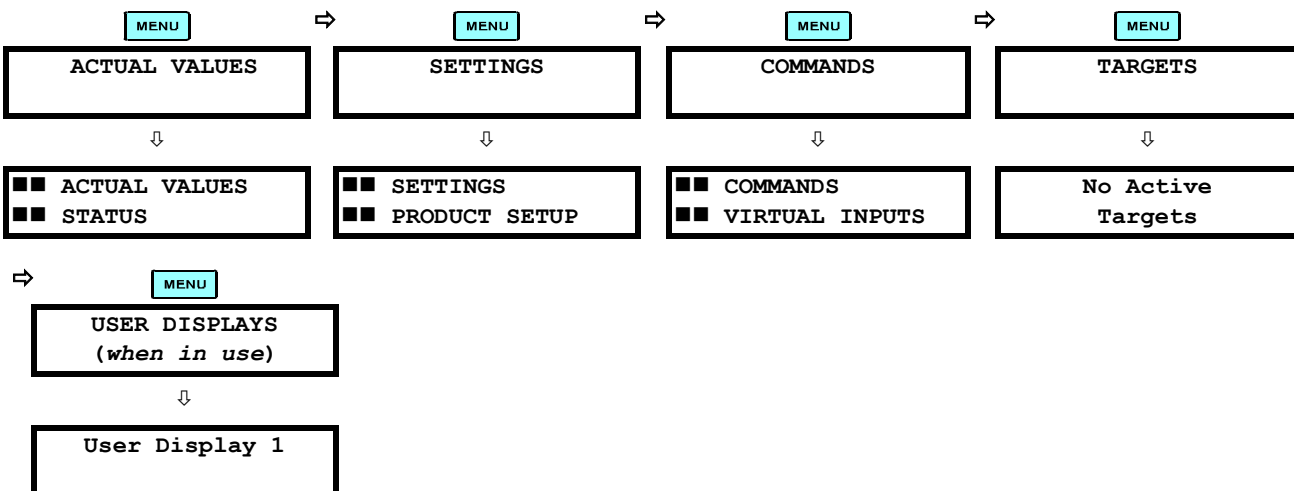 MENU
MENU
MENU
MENU
ACTUAL VALUES
SETTINGS
COMMANDS
TARGETS
ACTUAL VALUES
STATUS
SETTINGS
PRODUCT SETUP
COMMANDS
VIRTUAL INPUTS
No Active
Targets
MENU
USER DISPLAYS
(when in use)
User Display 1